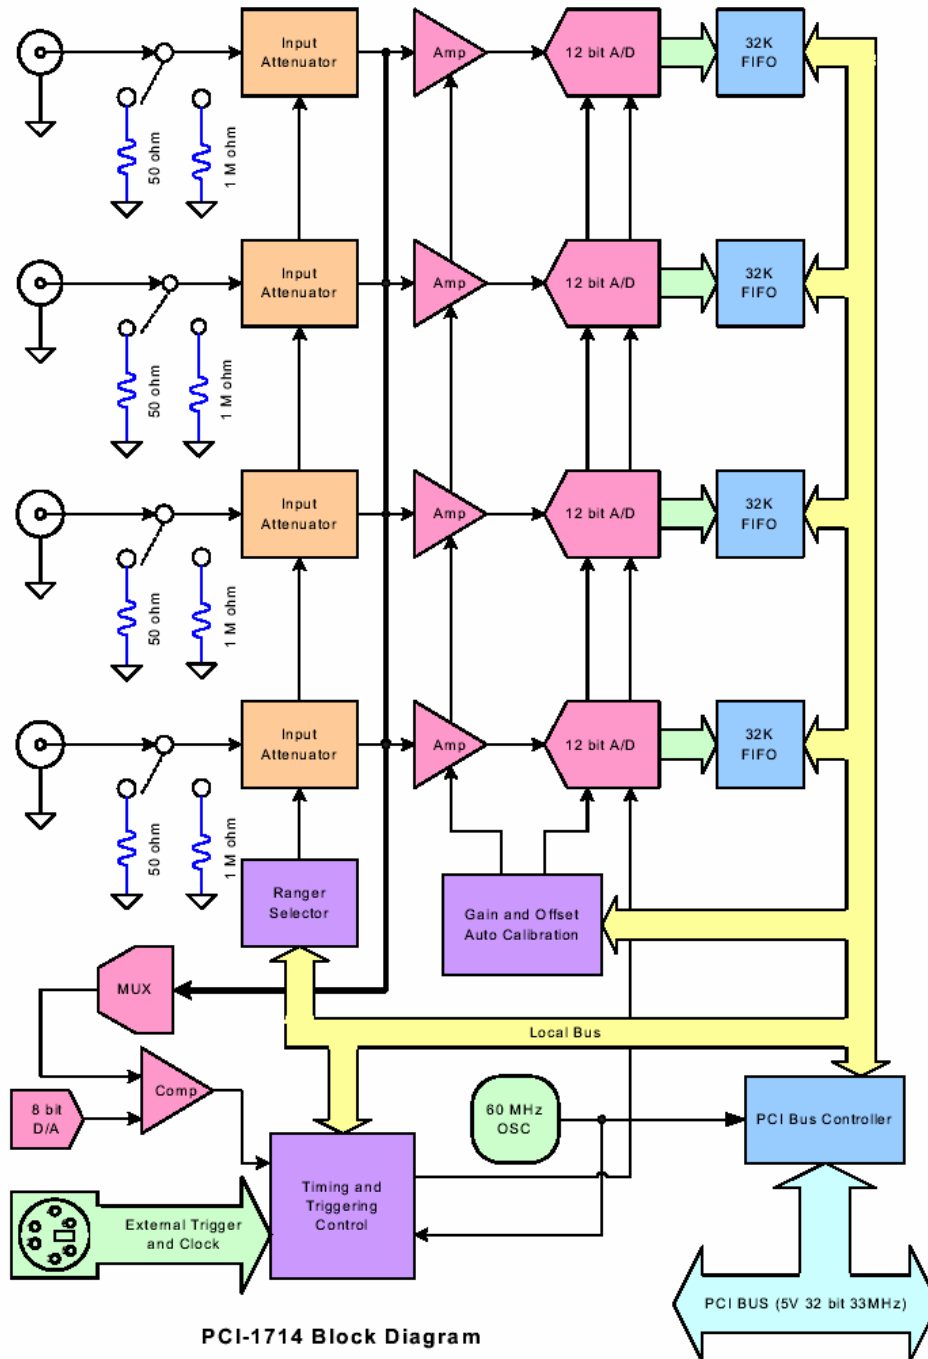 Input
Attenuator
Amp
12 bit A/D
32K
FIFO
50 ohm
1 M ohm
Input
Attenuator
Amp
12 bit A/D
32K
FIFO
50 ohm
1 M ohm
Input
Attenuator
Amp
12 bit A/D
32K
FIFO
50 ohm
1 M ohm
Input
Attenuator
Amp
12 bit A/D
32K
FIFO
50 ohm
1 M ohm
Ranger
Selector
Gain and Offset
Auto Calibration
MUX
Local Bus
Comp
8 bit
D/A
60 MHz
OSC
PCI Bus Controller
Timing and
Triggering
Control
External Trigger
and Clock
PCI BUS (5V 32 bit 33MHz)
PCI-1714 Block Diagram